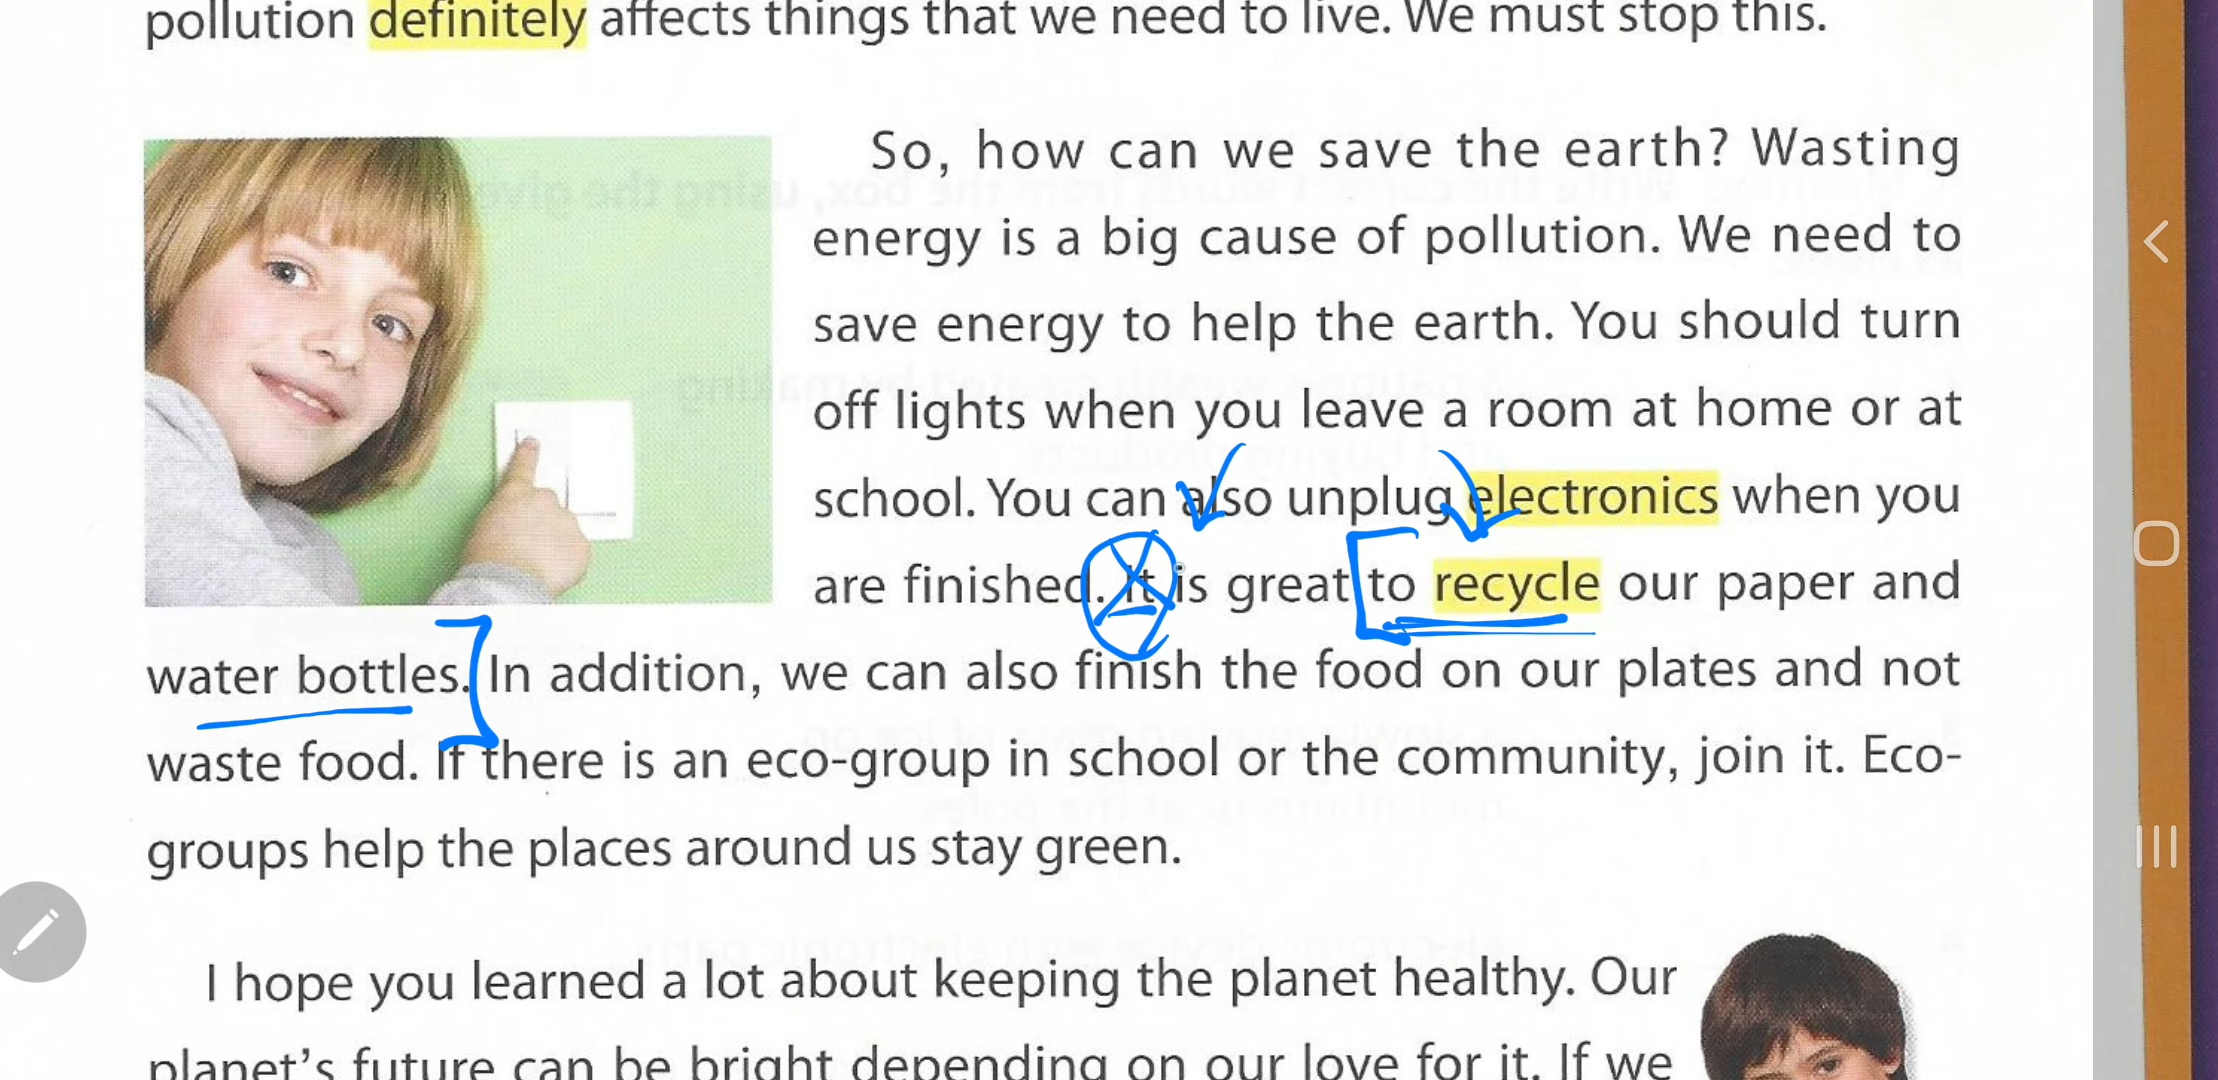 pollution definitely affects things that we need to live. We must stop this.
So, how can we save the earth? Wasting
energy is a big cause of pollution. We need to
save energy to help the earth. You should turn
off lights when you leave a room at home or at
school. You can also unplug electronics when you
are finished. It is great to recycle our paper and
water bottles. In addition, we can also finish the food on our plates and not
waste food. If there is an eco-group in school or the community, join it. Eco-
groups help the places around us stay green.
I hope you learned a lot about keeping the planet healthy. Our
planet's future can be bright depending on our love for it. If we